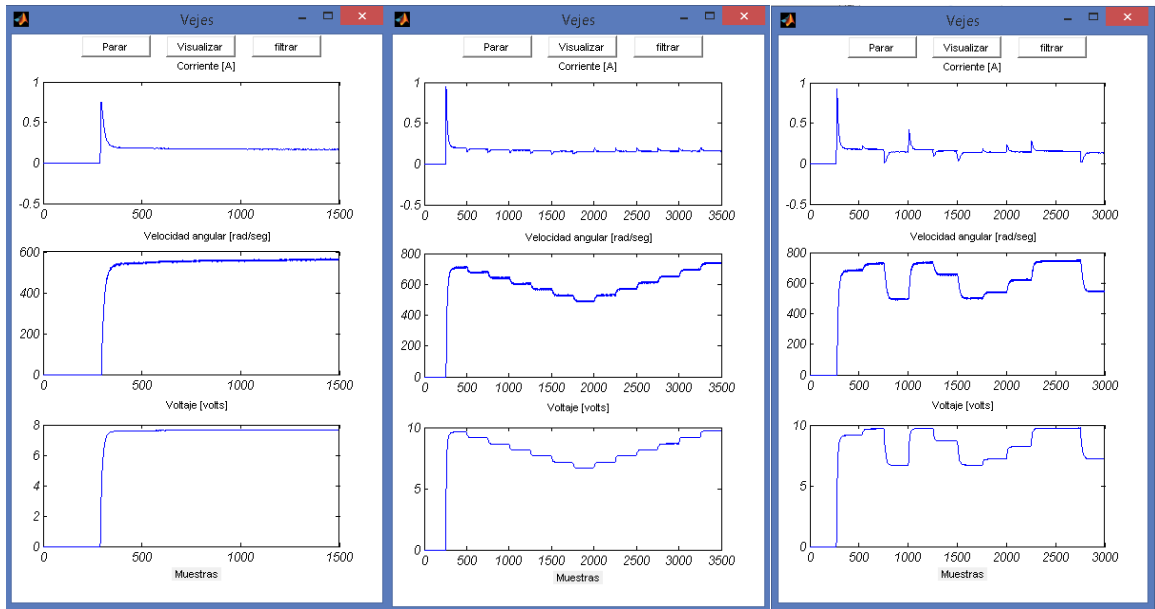 Vejes
Parar Visualizar filtrar
Corriente [A]
1
0.5
0
-0.5
0 500 1000 1500
Velocidad angular [rad/seg]
600
400
200
0
0 500 1000 1500
Voltaje [volts]
8
6
4
2
0
0 500 1000 1500
Muestras
Vejes
Parar Visualizar filtrar
Corriente [A]
1
0.5
0
-0.5
0 500 1000 1500 2000 2500 3000 3500
Velocidad angular [rad/seg]
800
600
400
200
0
0 500 1000 1500 2000 2500 3000 3500
Voltaje [volts]
10
5
0
0 500 1000 1500 2000 2500 3000 3500
Muestras
Vejes
Parar Visualizar filtrar
Corriente [A]
1
0.5
0
-0.5
0 500 1000 1500 2000 2500 3000
Velocidad angular [rad/seg]
800
600
400
200
0
0 500 1000 1500 2000 2500 3000
Voltaje [volts]
10
5
0
0 500 1000 1500 2000 2500 3000
Muestras